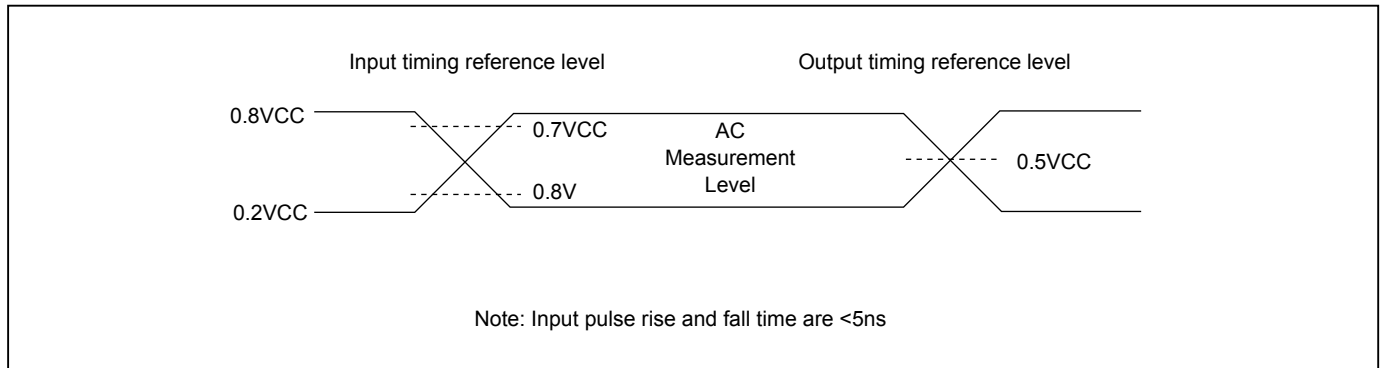 Input timing reference level
Output timing reference level
0.8VCC
0.7VCC
AC
Measurement
Level
0.5VCC
0.8V
0.2VCC
Note: Input pulse rise and fall time are <5ns